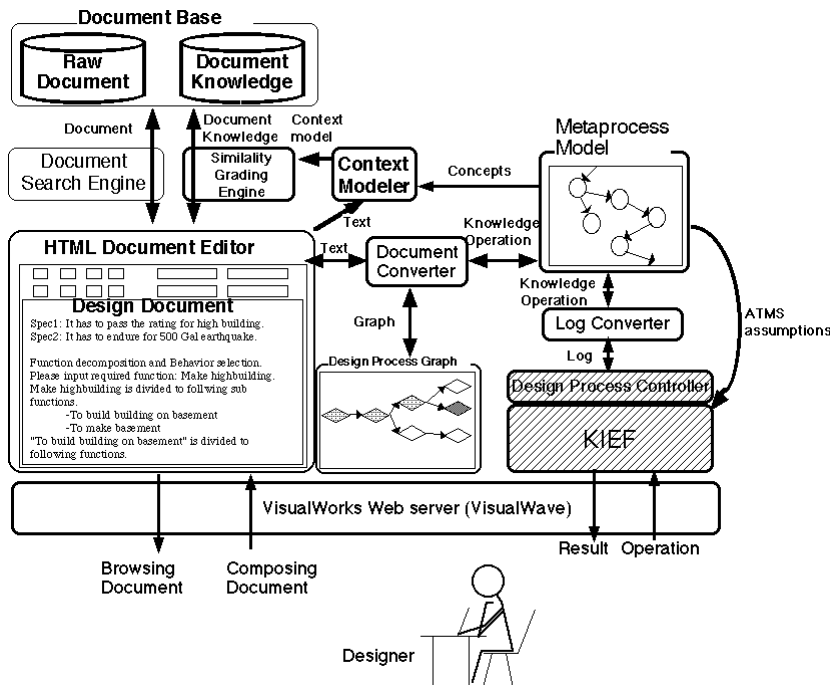 Document Base
Raw
Document
Document
Knowledge
Document
Document
Knowledge
Context
model
Document
Search Engine
Similality
Grading
Engine
Context
Modeler
Concepts
Metaprocess
Model
Text
HTML Document Editor
Text
Document
Converter
Knowledge
Operation
Design Document
Spec1: It has to pass the rating for high building.
Spec2: It has to endure for 500 Gal earthquake.
Function decomposition and Behavior selection.
Please input required function: Make highbuilding.
Make highbuilding is divided to follwing sub
functions.
-To build building on basement
-To make basement
"To build building on basement" is divided to
following functions.
Graph
Design Process Graph
Knowledge
Operation
Log Converter
Log
ATMS
assumptions
Design Process Controller
KIEF
VisualWorks Web server (VisualWave)
Browsing
Document
Composing
Document
Result
Operation
Designer